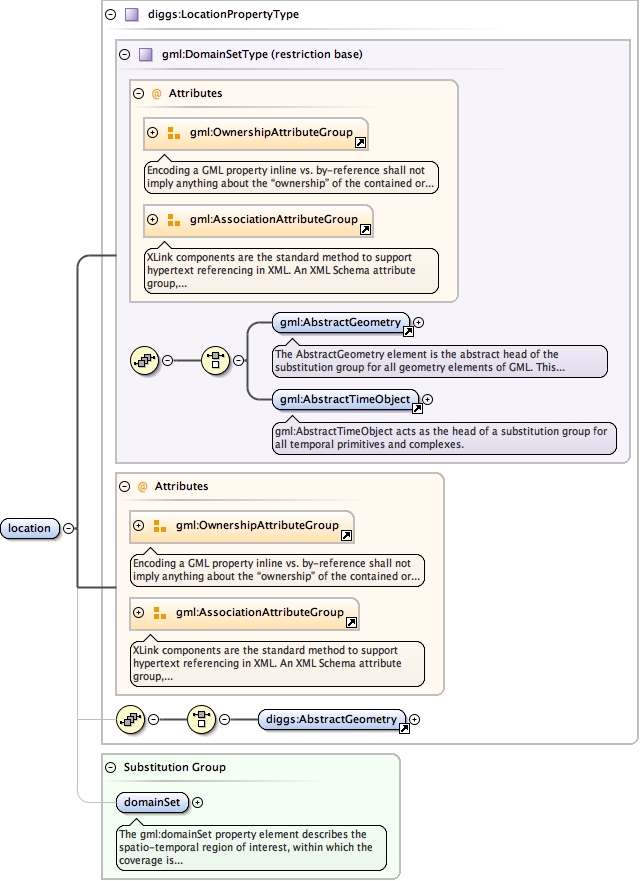 diggs:LocationPropertyType
gml:DomainSetType (restriction base)
@ Attributes
gml:OwnershipAttributeGroup
Encoding a GML property inline vs. by-reference shall not
imply anything about the “ownership” of the contained or...
gml:AssociationAttributeGroup
XLink components are the standard method to support
hypertext referencing in XML. An XML Schema attribute
group,...
gml:AbstractGeometry
The AbstractGeometry element is the abstract head of the
substitution group for all geometry elements of GML. This...
gml:AbstractTimeObject
gml:AbstractTimeObject acts as the head of a substitution group for
all temporal primitives and complexes.
@ Attributes
gml:OwnershipAttributeGroup
Encoding a GML property inline vs. by-reference shall not
imply anything about the “ownership” of the contained or...
location
gml:AssociationAttributeGroup
XLink components are the standard method to support
hypertext referencing in XML. An XML Schema attribute
group,...
diggs:AbstractGeometry
Substitution Group
domainSet
The gml:domainSet property element describes the
spatio-temporal region of interest, within which the
coverage is...